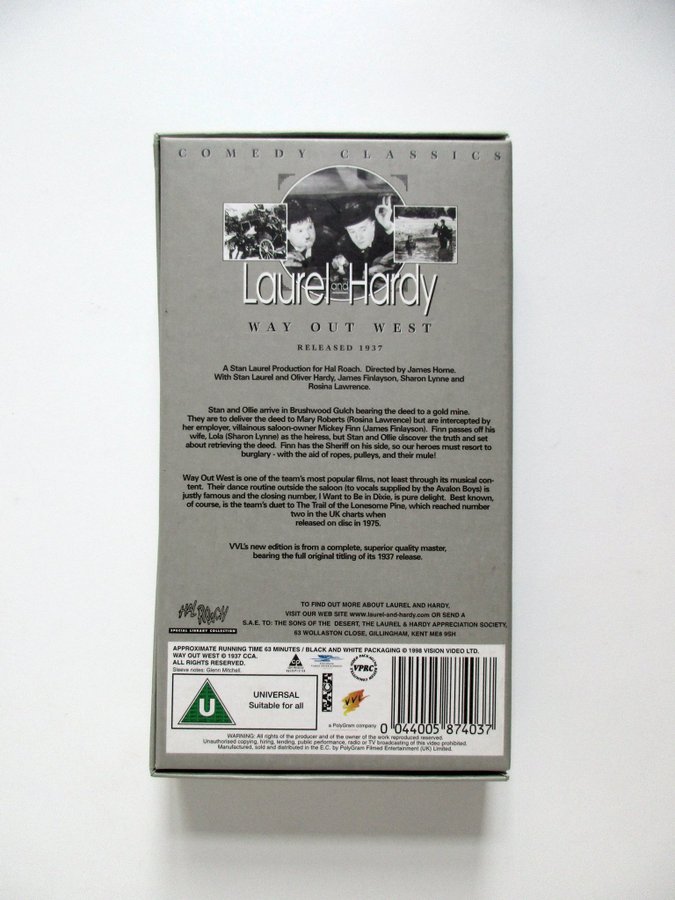 COMEDY CLASSICS
Laurel and Hardy
WAY OUT WEST
RELEASED 1937
A Stan Laurel Production for Hal Roach. Directed by James Horne.
With Stan Laurel and Oliver Hardy, James Finlayson, Sharon Lynne and
Rosina Lawrence.
Stan and Ollie arrive in Brushwood Gulch bearing the deed to a gold mine.
They are to deliver the deed to Mary Roberts (Rosina Lawrence) but are intercepted by
her employer, villainous saloon-owner Mickey Finn (James Finlayson). Finn passes off his
wife, Lola (Sharon Lynne) as the heiress, but Stan and Ollie discover the truth and set
about retrieving the deed. Finn has the Sheriff on his side, so our heroes must resort to
burglary - with the aid of ropes, pulleys, and their mule!
Way Out West is one of the team's most popular films, not least through its musical con-
tent. Their dance routine outside the saloon (to vocals supplied by the Avalon Boys) is
justly famous and the closing number, I Want to Be in Dixie, is pure delight. Best known,
of course, is the team's duet to The Trail of the Lonesome Pine, which reached number
two in the UK charts when
released on disc in 1975.
VVL's new edition is from a complete, superior quality master,
bearing the full original titling of its 1937 release.
HAL ROACH
SPECIAL LIBRARY COLLECTION
TO FIND OUT MORE ABOUT LAUREL AND HARDY,
VISIT OUR WEB SITE www.laurel-and-hardy.com OR SEND A
S.A.E. TO: THE SONS OF THE DESERT, THE LAUREL & HARDY APPRECIATION SOCIETY,
63 WOLLASTON CLOSE, GILLINGHAM, KENT ME8 9SH
APPROXIMATE RUNNING TIME 63 MINUTES / BLACK AND WHITE PACKAGING © 1998 VISION VIDEO LTD.
WAY OUT WEST © 1937 CCA.
ALL RIGHTS RESERVED.
Sleeve notes: Glenn Mitchell.
VPRC
U
UNIVERSAL
Suitable for all
VVL
a PolyGram company
0 044005 874037
WARNING: All rights of the producer and of the owner of the work reproduced reserved.
Unauthorised copying, hiring, lending, public performance, radio or TV broadcasting of this video prohibited.
Manufactured, sold and distributed in the E.C. by PolyGram Filmed Entertainment (UK) Limited.